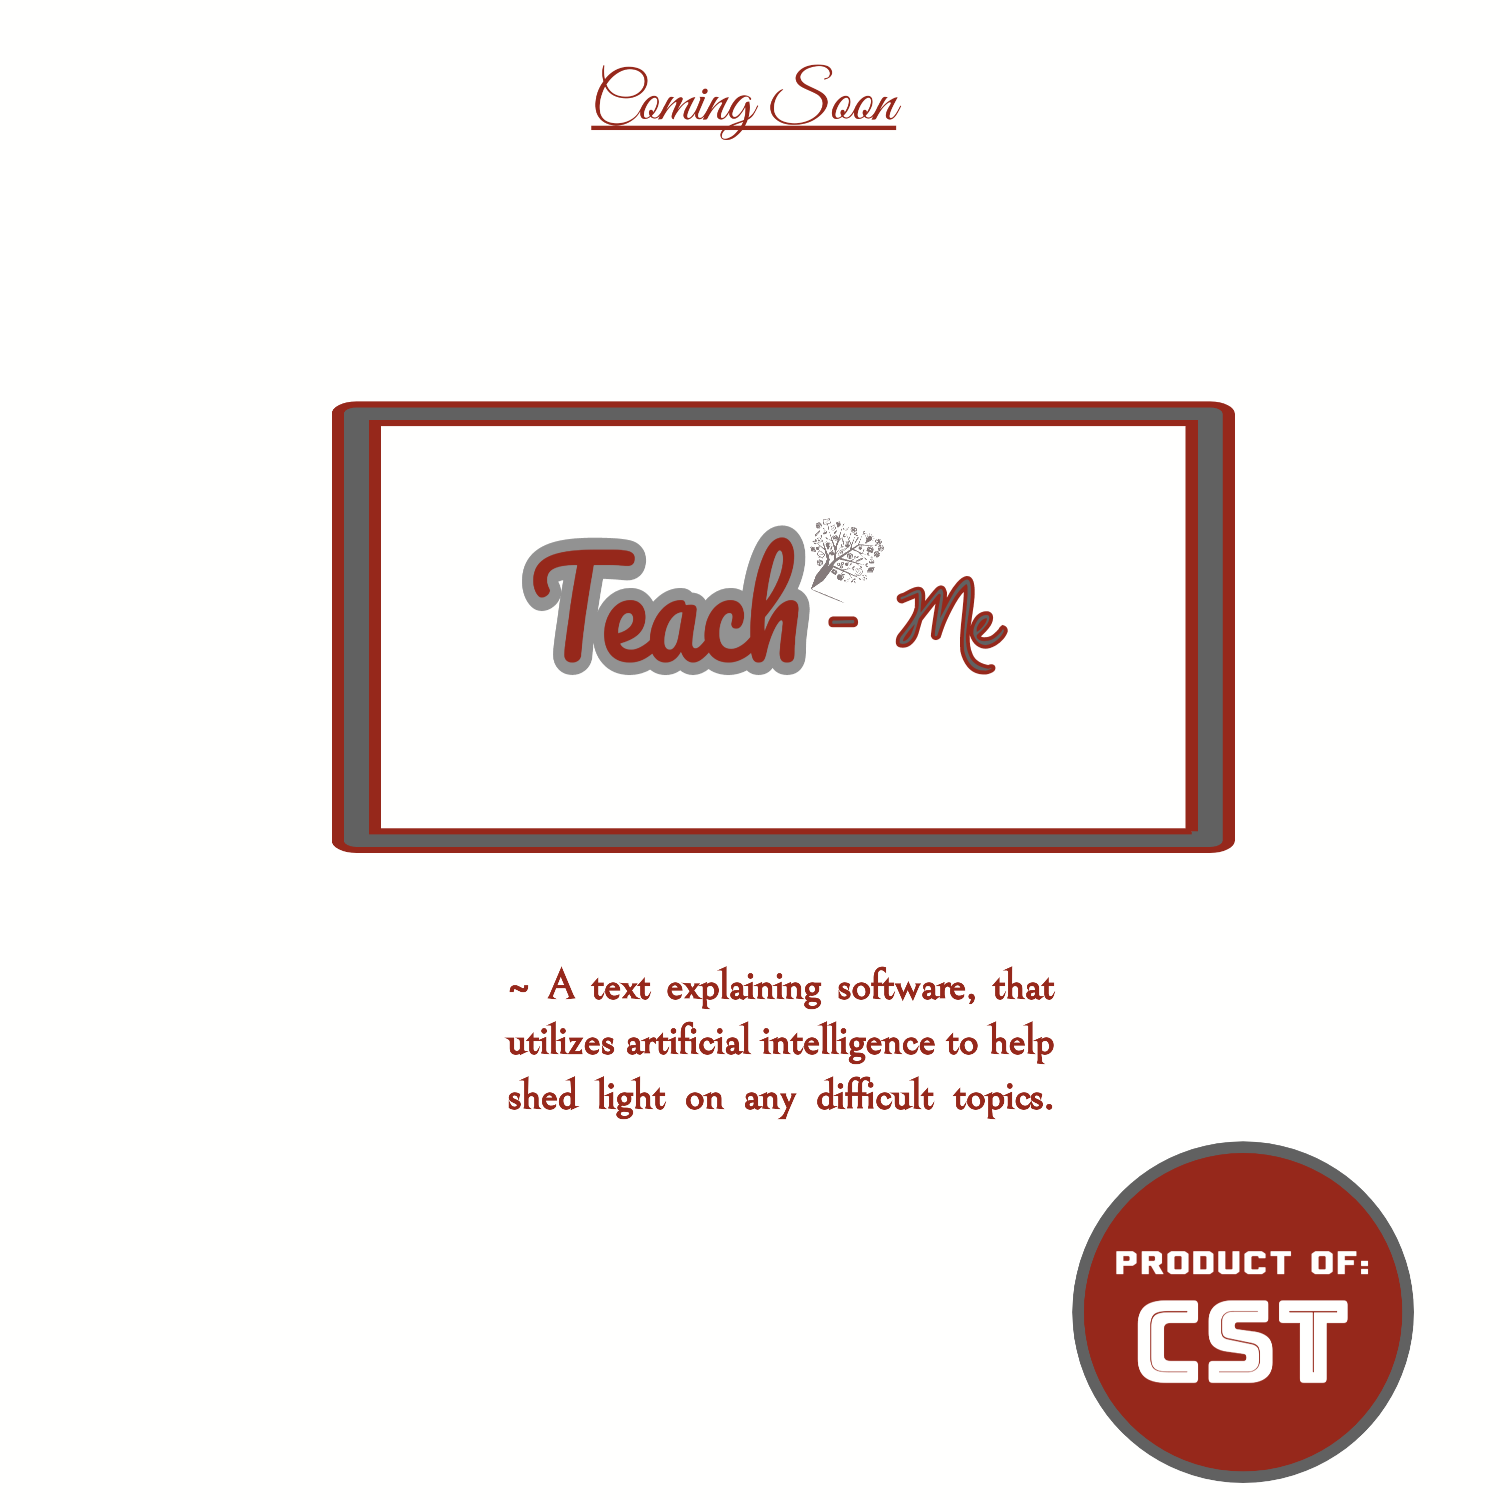 Coming Soon
Teach - Me
~ A text explaining software, that
utilizes artificial intelligence to help
shed light on any difficult topics.
PRODUCT OF:
CST